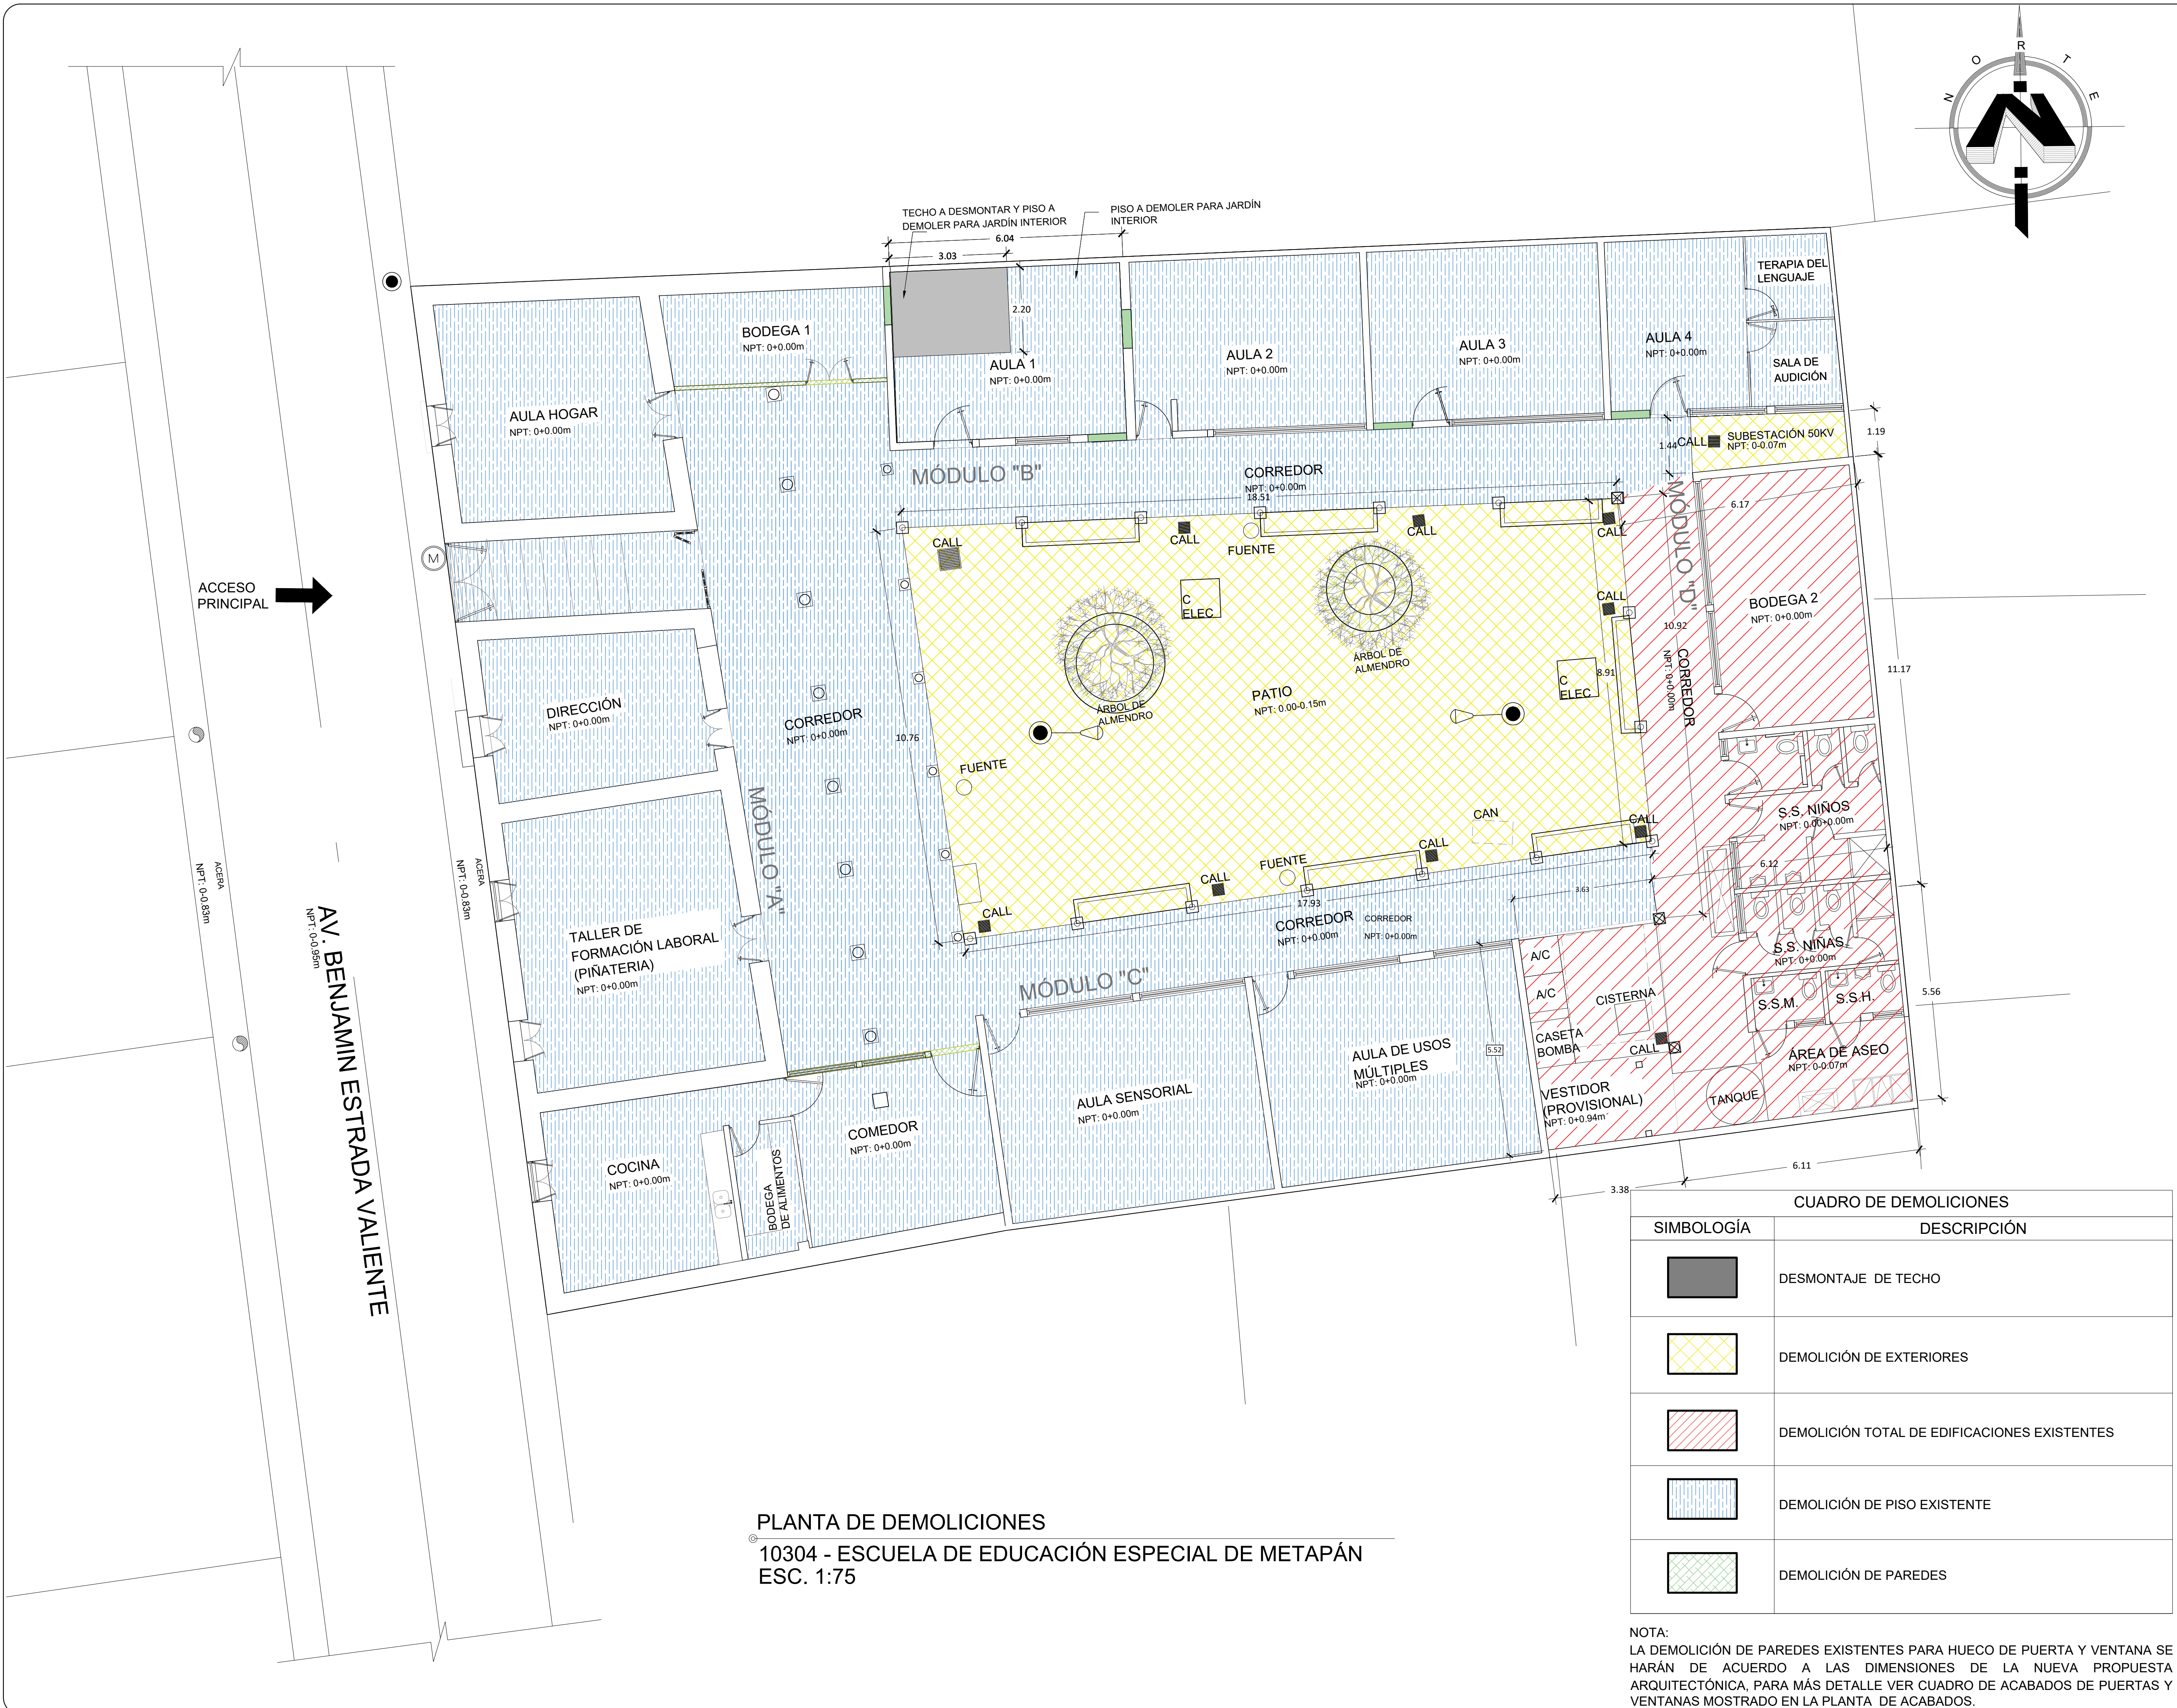 N O R T E
TECHO A DESMONTAR Y PISO A
DEMOLER PARA JARDÍN INTERIOR
PISO A DEMOLER PARA JARDÍN
INTERIOR
6.04
3.03
2.20
TERAPIA DEL
LENGUAJE
BODEGA 1
NPT: 0+0.00m
AULA 1
NPT: 0+0.00m
AULA 2
NPT: 0+0.00m
AULA 3
NPT: 0+0.00m
AULA 4
NPT: 0+0.00m
SALA DE
AUDICIÓN
AULA HOGAR
NPT: 0+0.00m
1.44
CALL
SUBESTACIÓN 50KV
NPT: 0-0.07m
1.19
MÓDULO "B"
CORREDOR
NPT: 0+0.00m
18.51
MÓDULO "D"
6.17
CALL
CALL
FUENTE
CALL
CALL
M
ACCESO
PRINCIPAL
C
ELEC
CALL
BODEGA 2
NPT: 0+0.00m
10.92
ÁRBOL DE
ALMENDRO
CORREDOR
NPT: 0+0.00m
8.91
11.17
C
ELEC
PATIO
NPT: 0.00-0.15m
ÁRBOL DE
ALMENDRO
DIRECCIÓN
NPT: 0+0.00m
CORREDOR
NPT: 0+0.00m
10.76
FUENTE
MÓDULO "A"
CAN
CALL
S.S. NIÑOS
NPT: 0.00+0.00m
CALL
FUENTE
CALL
6.12
3.63
ACERA
NPT: 0-0.83m
ACERA
NPT: 0-0.83m
AV. BENJAMIN ESTRADA VALIENTE
NPT: 0-0.95m
CALL
17.93
CORREDOR
NPT: 0+0.00m
CORREDOR
NPT: 0+0.00m
TALLER DE
FORMACIÓN LABORAL
(PIÑATERIA)
NPT: 0+0.00m
S.S. NIÑAS
NPT: 0+0.00m
MÓDULO "C"
A/C
A/C
CISTERNA
S.S.M.
S.S.H.
5.56
CASETA
BOMBA
CALL
ÁREA DE ASEO
NPT: 0-0.07m
AULA DE USOS
MÚLTIPLES
NPT: 0+0.00m
5.52
AULA SENSORIAL
NPT: 0+0.00m
VESTIDOR
(PROVISIONAL)
NPT: 0+0.94m
TANQUE
COMEDOR
NPT: 0+0.00m
COCINA
NPT: 0+0.00m
BODEGA
DE ALIMENTOS
6.11
3.38
CUADRO DE DEMOLICIONES
SIMBOLOGÍA DESCRIPCIÓN
DESMONTAJE DE TECHO
DEMOLICIÓN DE EXTERIORES
DEMOLICIÓN TOTAL DE EDIFICACIONES EXISTENTES
DEMOLICIÓN DE PISO EXISTENTE
DEMOLICIÓN DE PAREDES
PLANTA DE DEMOLICIONES
10304 - ESCUELA DE EDUCACIÓN ESPECIAL DE METAPÁN
ESC. 1:75
NOTA:
LA DEMOLICIÓN DE PAREDES EXISTENTES PARA HUECO DE PUERTA Y VENTANA SE
HARÁN DE ACUERDO A LAS DIMENSIONES DE LA NUEVA PROPUESTA
ARQUITECTÓNICA, PARA MÁS DETALLE VER CUADRO DE ACABADOS DE PUERTAS Y
VENTANAS MOSTRADO EN LA PLANTA DE ACABADOS.